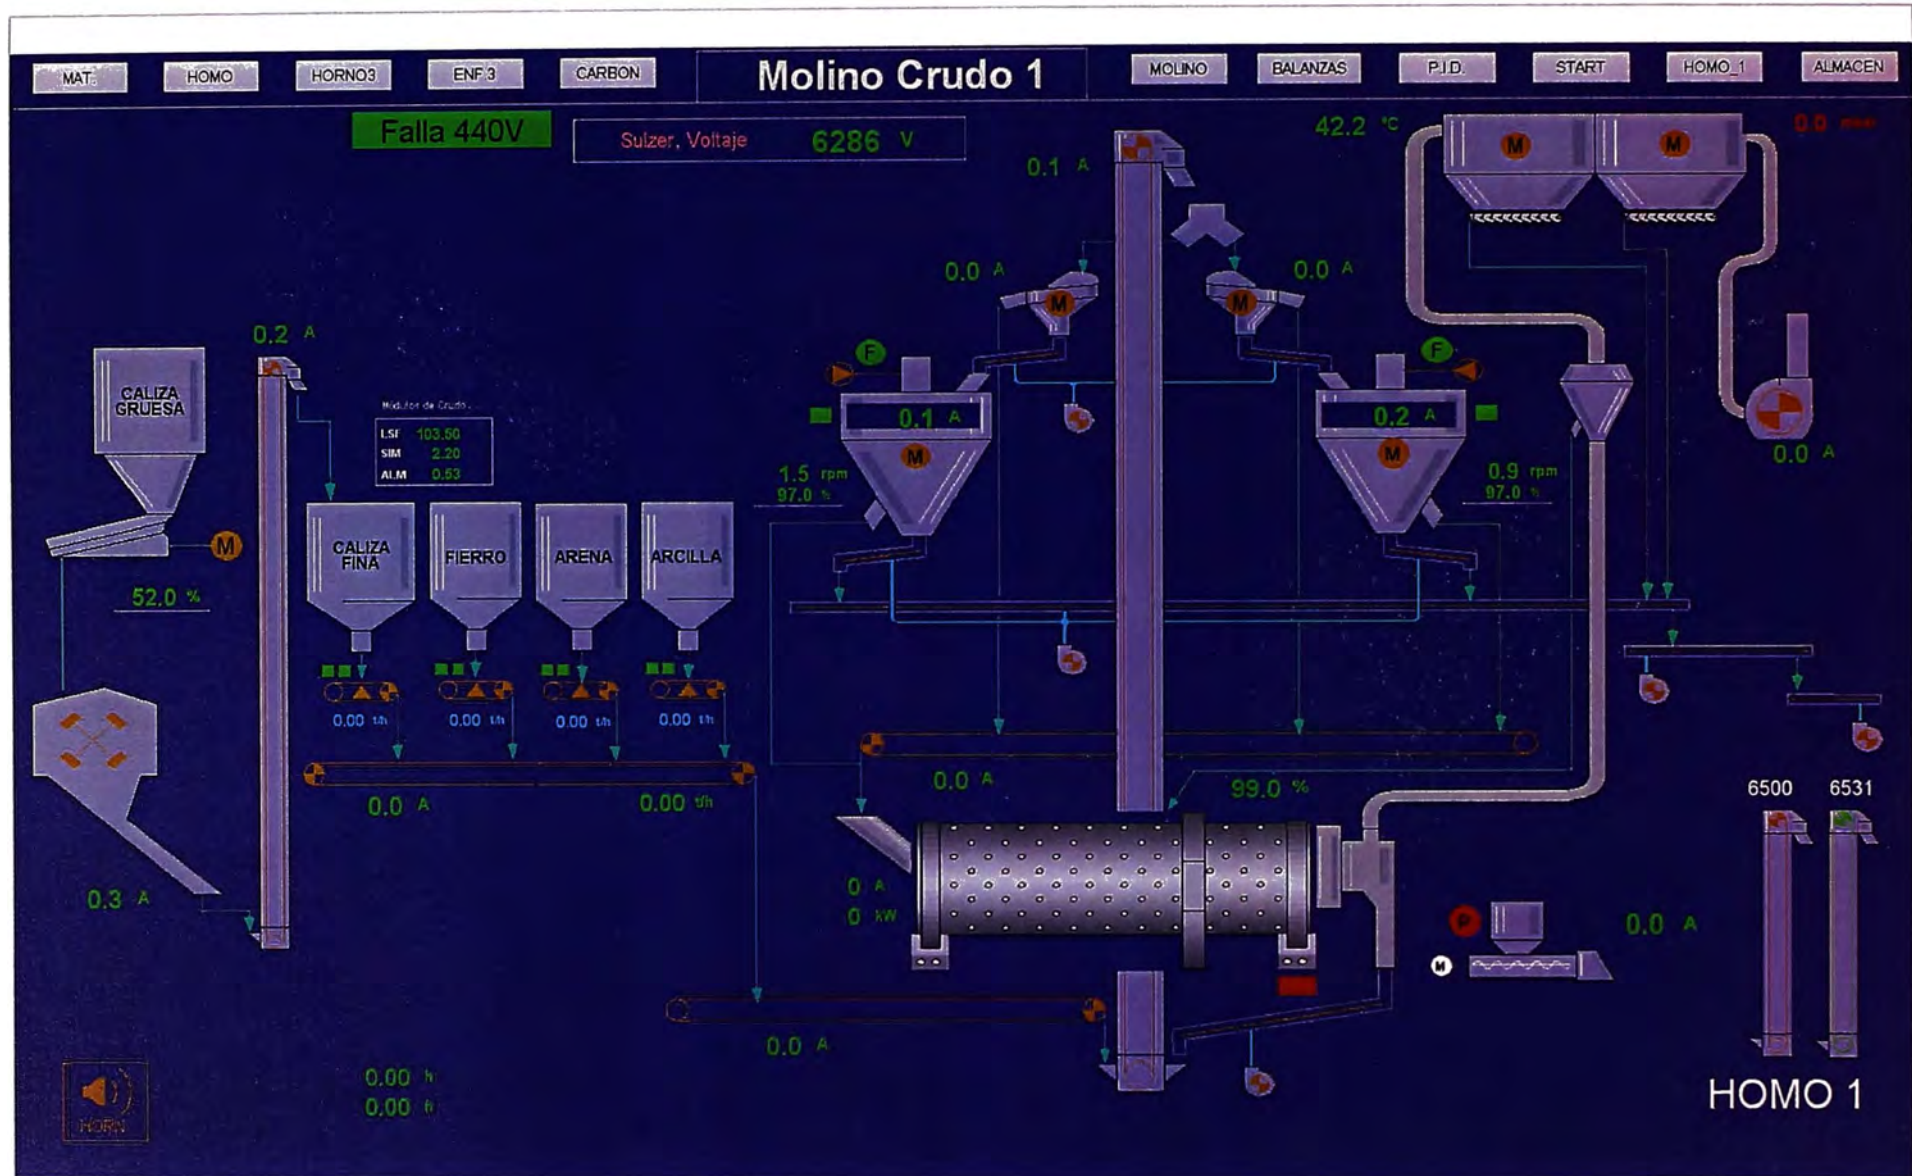 MAT.
HOMO
HORNO3
ENF.3
CARBON
Molino Crudo 1
MOLINO
BALANZAS
P.I.D.
START
HOMO_1
ALMACEN
Falla 440V
Sulzer, Voltaje 6286 V
42.2 °C
0.0
0.1 A
M
M
0.0 A
0.0 A
M
M
0.2 A
F
F
CALIZA
GRUESA
Módulos de Crudo.
LSF 103.50
SIM 2.20
ALM 0.53
0.1 A
0.2 A
0.0 A
M
M
1.5 rpm
97.0 %
0.9 rpm
97.0 %
M
CALIZA
FINA
FIERRO
ARENA
ARCILLA
52.0 %
0.00 t/h
0.00 t/h
0.00 t/h
0.00 t/h
0.0 A
0.00 t/h
0.0 A
99.0 %
6500
6531
0.3 A
0 A
0 kW
P
0.0 A
M
0.0 A
0.00 h
0.00 h
HORN
HOMO 1